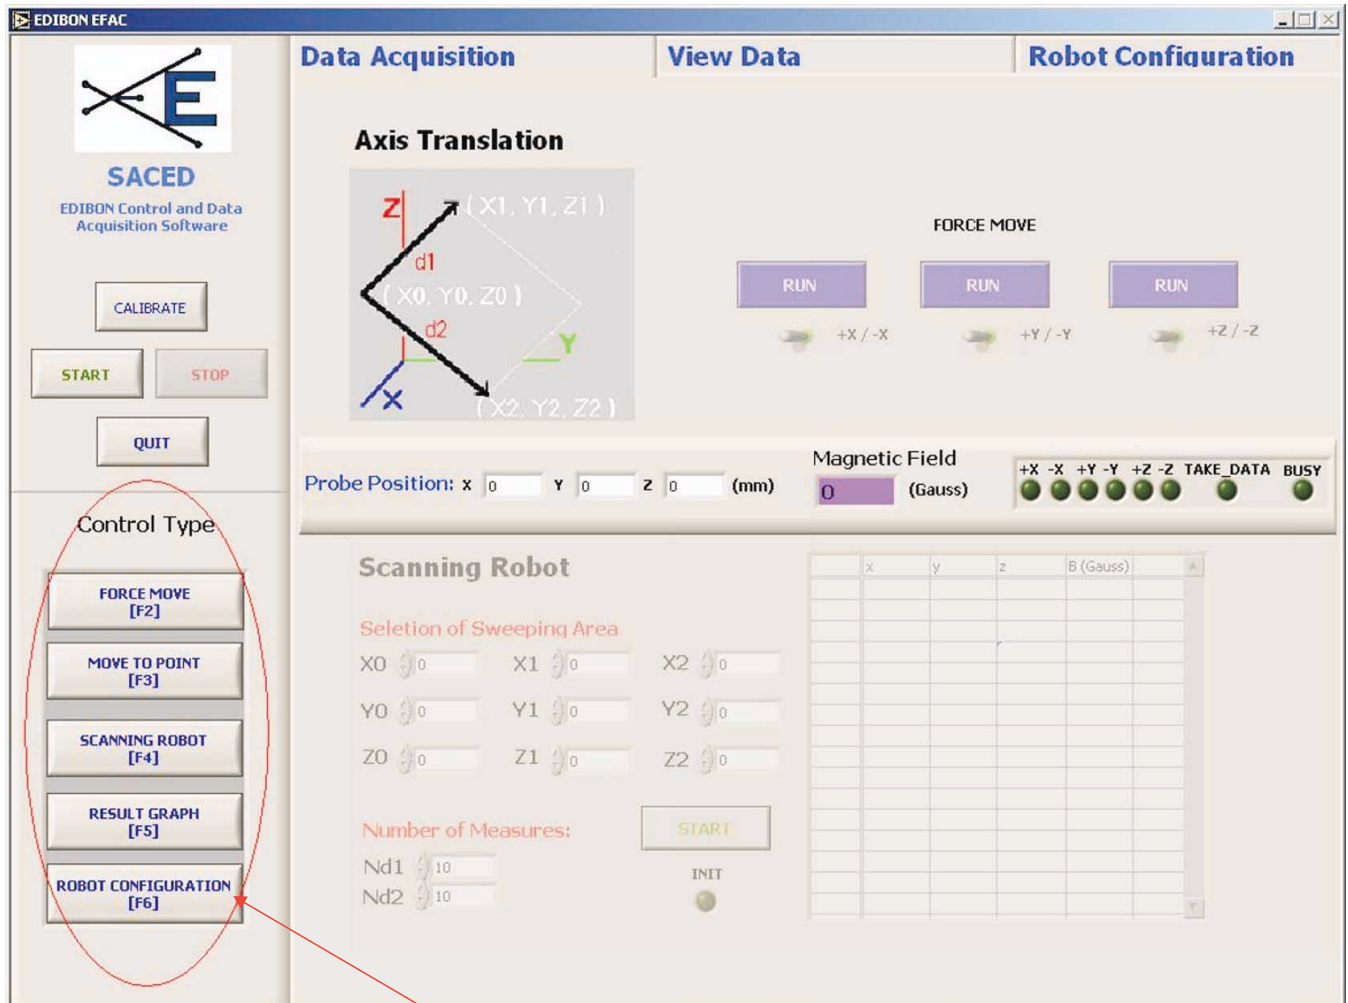 EDIBON EFAC
E
SACED
EDIBON Control and Data
Acquisition Software
CALIBRATE
START STOP
QUIT
Control Type
FORCE MOVE
[F2]
MOVE TO POINT
[F3]
SCANNING ROBOT
[F4]
RESULT GRAPH
[F5]
ROBOT CONFIGURATION
[F6]
Data Acquisition View Data Robot Configuration
Axis Translation
Z (X1, Y1, Z1)
d1
(X0, Y0, Z0)
d2
Y
X
(X2, Y2, Z2)
FORCE MOVE
RUN RUN RUN
+X / -X +Y / -Y +Z / -Z
Probe Position: X 0 Y 0 Z 0 (mm)
Magnetic Field
0 (Gauss)
+X -X +Y -Y +Z -Z TAKE_DATA BUSY
Scanning Robot
Seletion of Sweeping Area
X0 0 X1 0 X2 0
Y0 0 Y1 0 Y2 0
Z0 0 Z1 0 Z2 0
Number of Measures:
Nd1 10
Nd2 10
START
INIT
x y z B (Gauss)